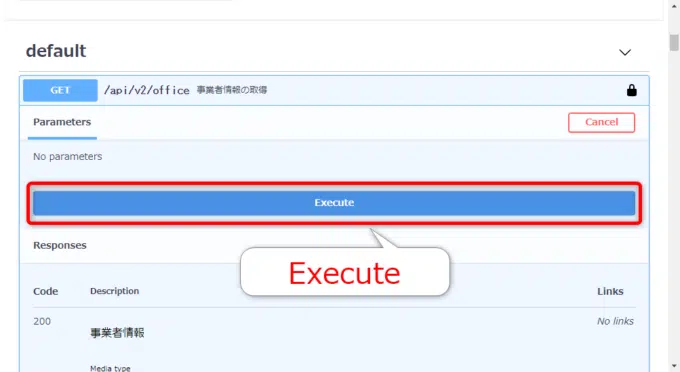 default
GET /api/v2/office 事業者情報の取得
Parameters Cancel
No parameters
Execute
Responses
Execute
Code Description Links
200 No links
事業者情報
Media type